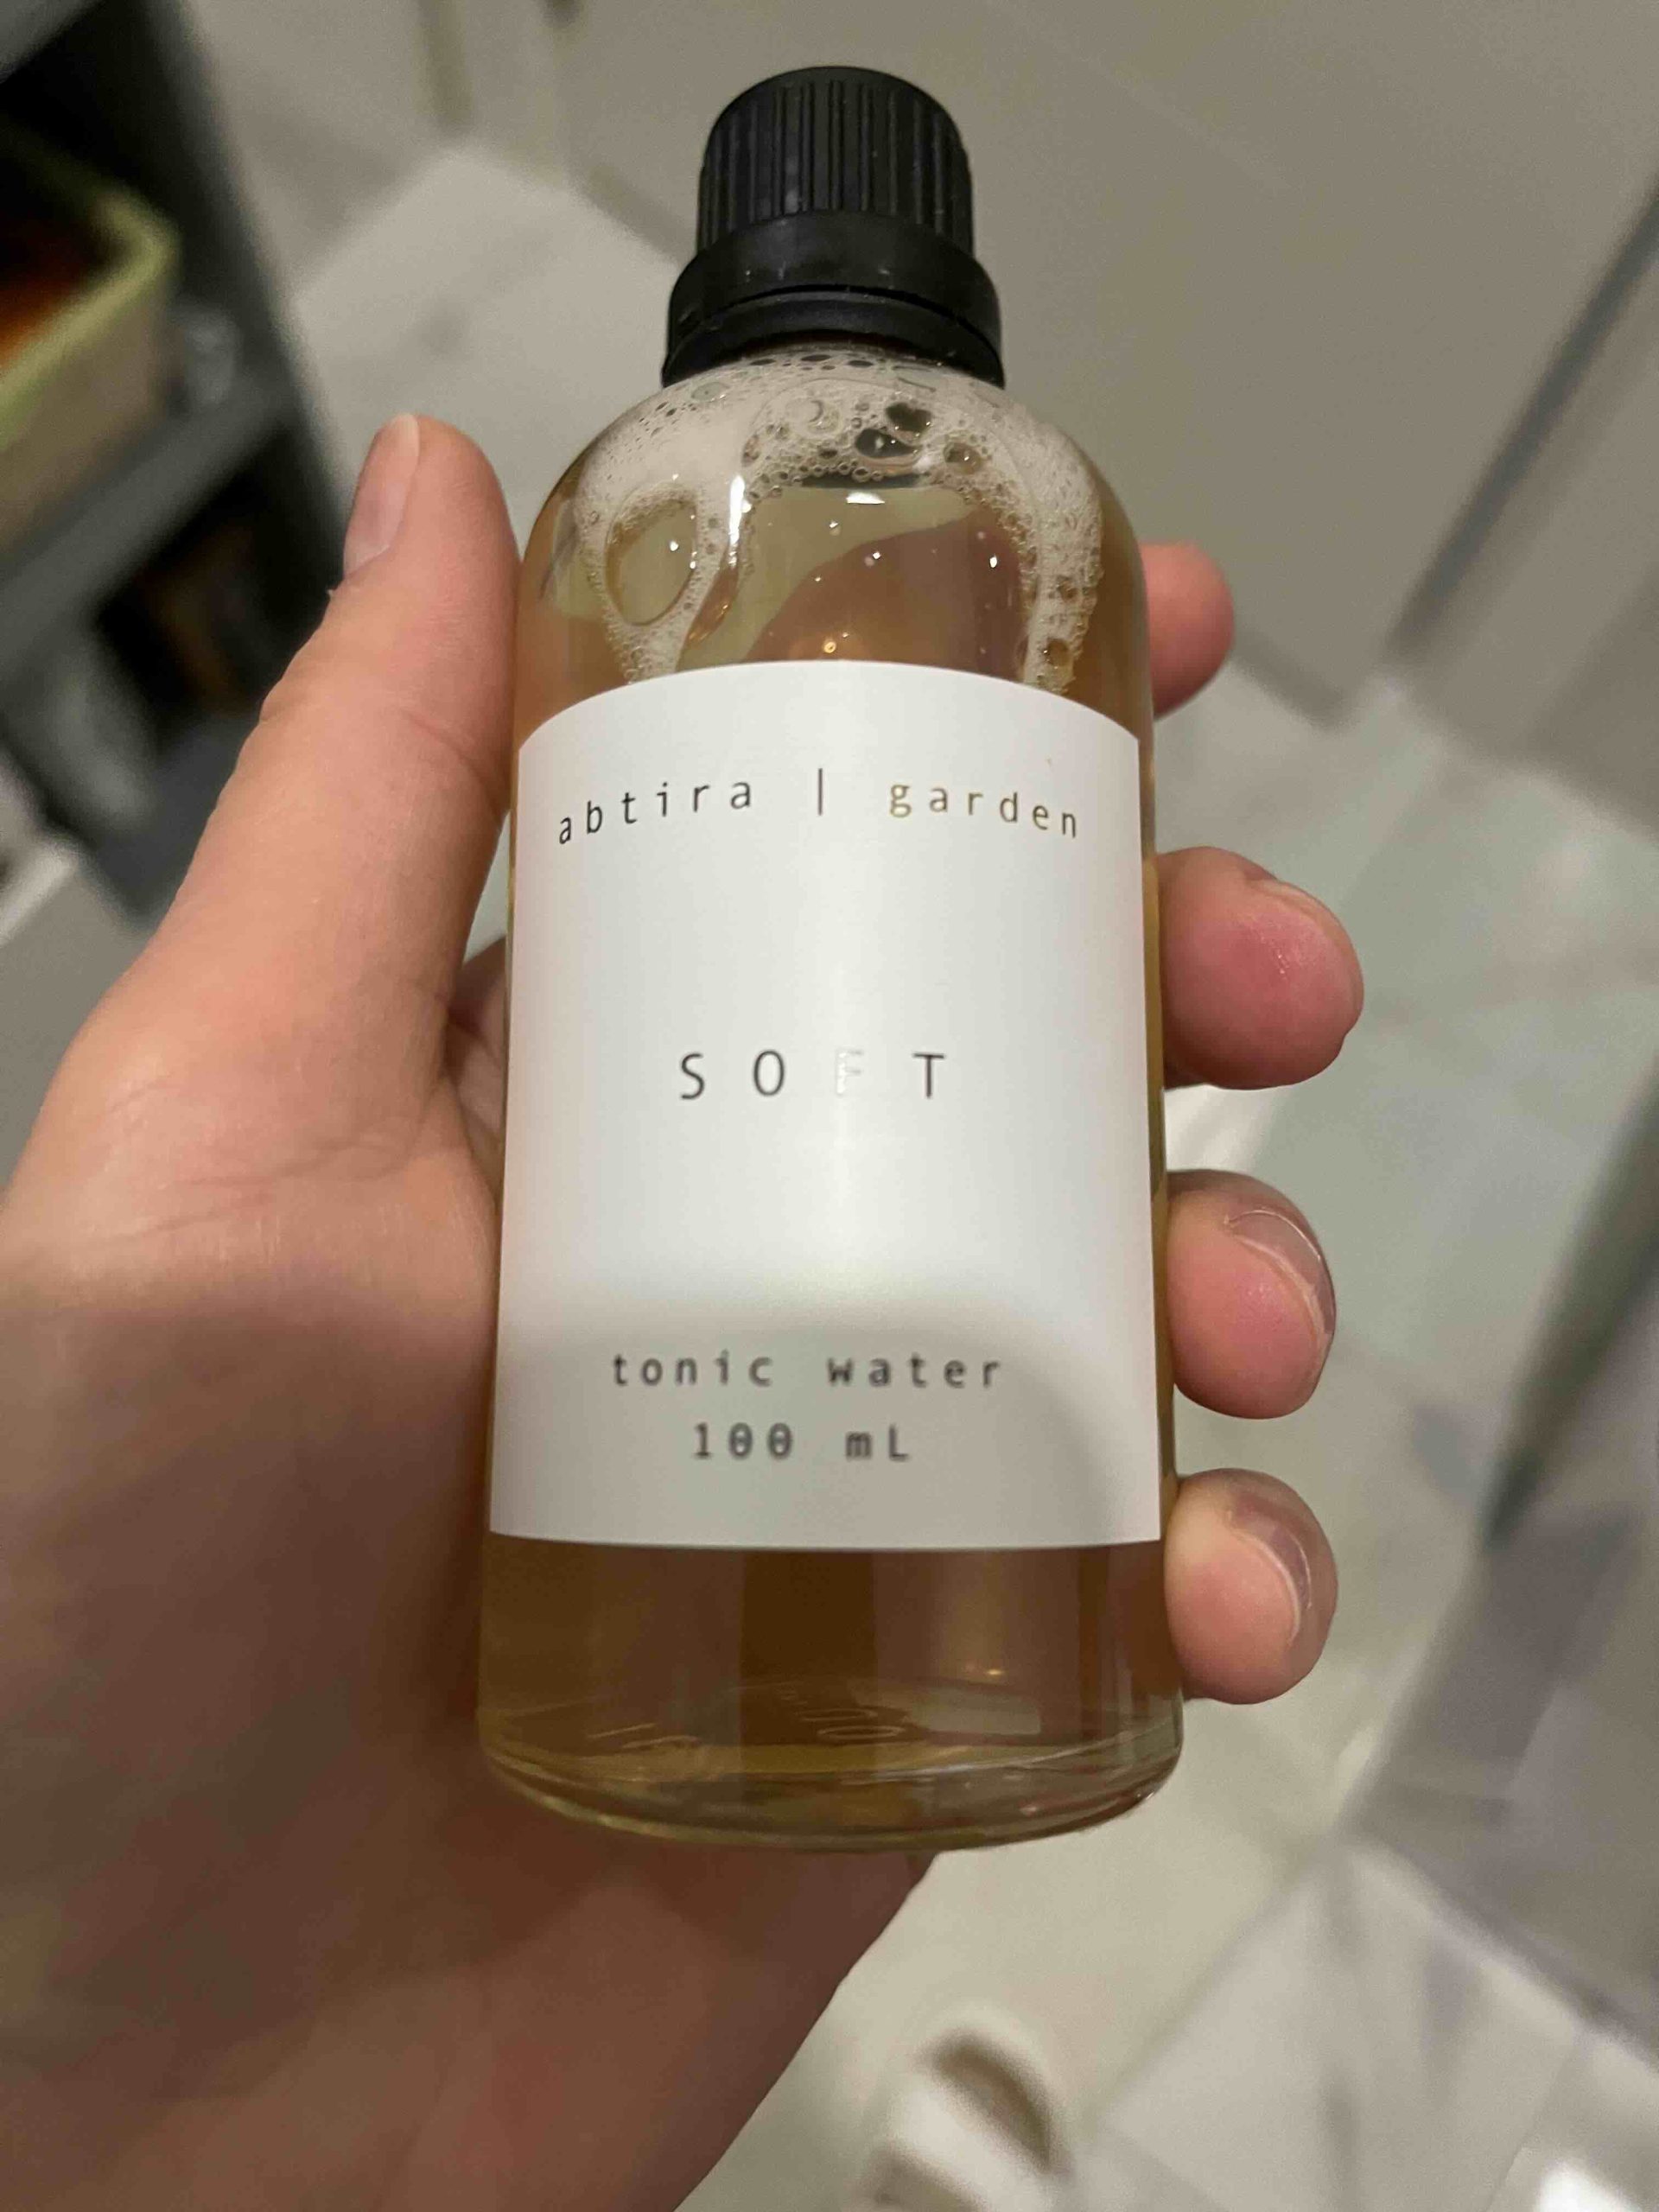 abtira | garden
SOFT
tonic water
100 mL